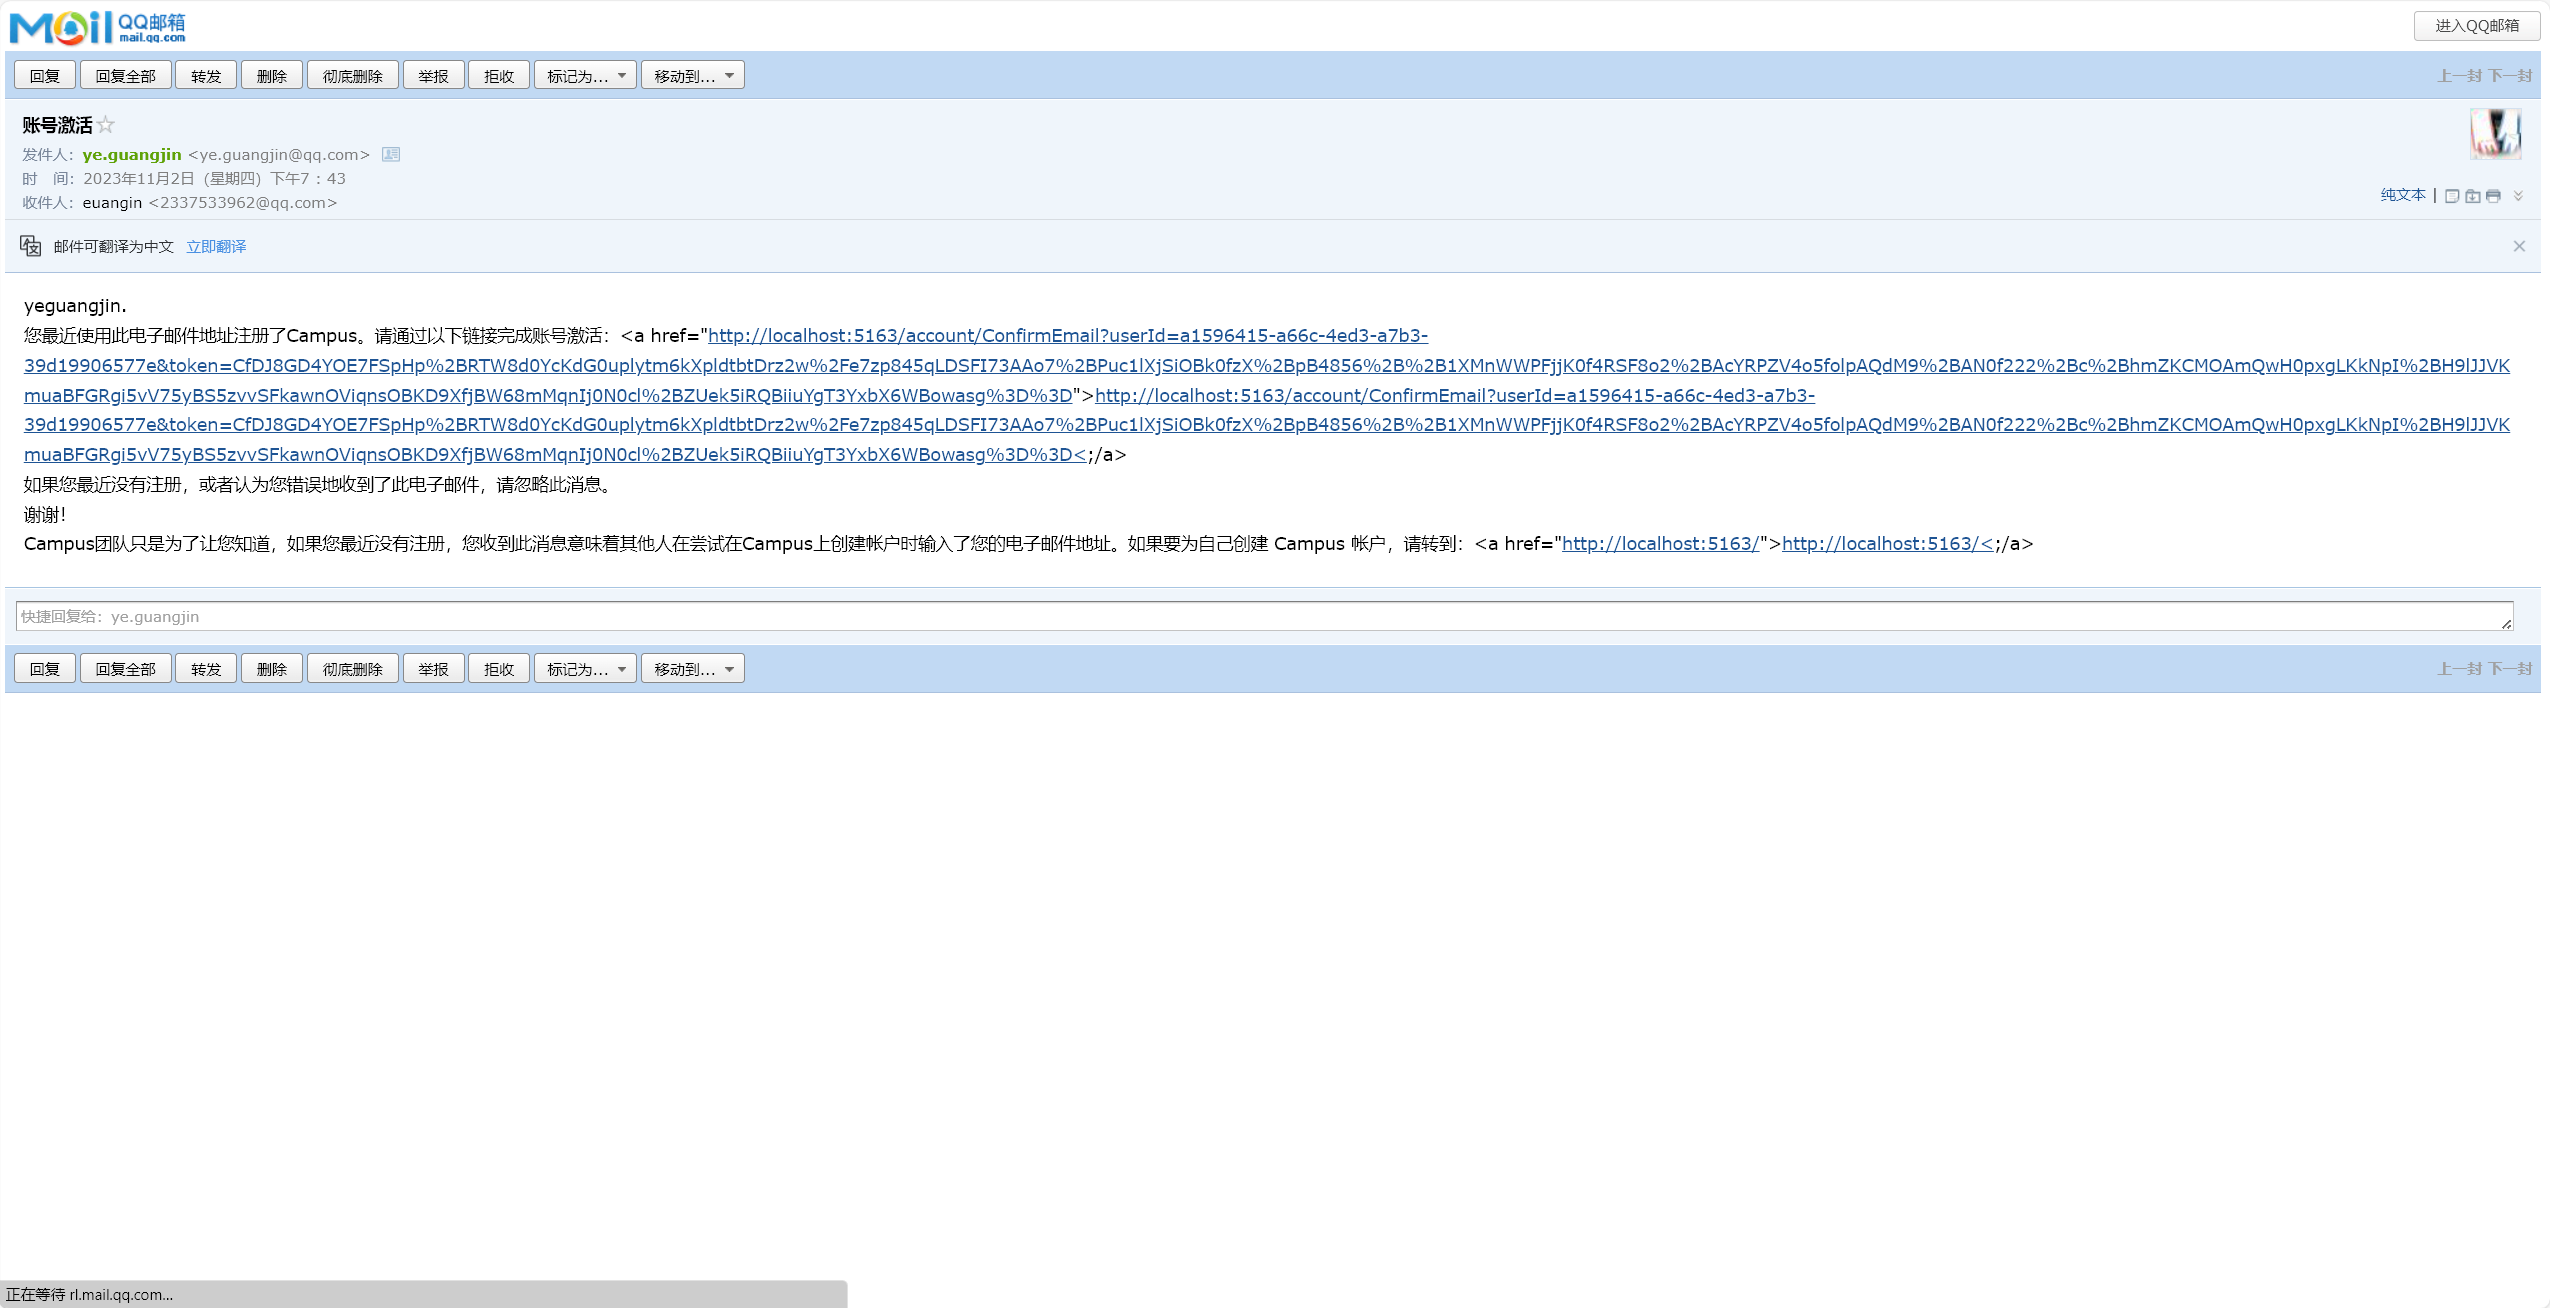 Mail QQ邮箱 mail.qq.com
进入QQ邮箱
回复 回复全部 转发 删除 彻底删除 举报 拒收 标记为... 移动到...
上一封 下一封
账号激活
发件人：ye.guangjin <ye.guangjin@qq.com>
时　间：2023年11月2日（星期四）下午7 : 43
收件人：euangin <2337533962@qq.com>
纯文本 |
邮件可翻译为中文 立即翻译
yeguangjin.
您最近使用此电子邮件地址注册了Campus。请通过以下链接完成账号激活：<a href="http://localhost:5163/account/ConfirmEmail?userId=a1596415-a66c-4ed3-a7b3-
39d19906577e&token=CfDJ8GD4YOE7FSpHp%2BRTW8d0YcKdG0uplytm6kXpldtbtDrz2w%2Fe7zp845qLDSFI73AAo7%2BPuc1lXjSiOBk0fzX%2BpB4856%2B%2B1XMnWWPFjjK0f4RSF8o2%2BAcYRPZV4o5folpAQdM9%2BAN0f222%2Bc%2BhmZKCMOAmQwH0pxgLKkNpI%2BH9lJJVK
muaBFGRgi5vV75yBS5zvvSFkawnOViqnsOBKD9XfjBW68mMqnIj0N0cl%2BZUek5iRQBiiuYgT3YxbX6WBowasg%3D%3D">http://localhost:5163/account/ConfirmEmail?userId=a1596415-a66c-4ed3-a7b3-
39d19906577e&token=CfDJ8GD4YOE7FSpHp%2BRTW8d0YcKdG0uplytm6kXpldtbtDrz2w%2Fe7zp845qLDSFI73AAo7%2BPuc1lXjSiOBk0fzX%2BpB4856%2B%2B1XMnWWPFjjK0f4RSF8o2%2BAcYRPZV4o5folpAQdM9%2BAN0f222%2Bc%2BhmZKCMOAmQwH0pxgLKkNpI%2BH9lJJVK
muaBFGRgi5vV75yBS5zvvSFkawnOViqnsOBKD9XfjBW68mMqnIj0N0cl%2BZUek5iRQBiiuYgT3YxbX6WBowasg%3D%3D<;/a>
如果您最近没有注册，或者认为您错误地收到了此电子邮件，请忽略此消息。
谢谢！
Campus团队只是为了让您知道，如果您最近没有注册，您收到此消息意味着其他人在尝试在Campus上创建帐户时输入了您的电子邮件地址。如果要为自己创建 Campus 帐户，请转到：<a href="http://localhost:5163/">http://localhost:5163/<;/a>
快捷回复给：ye.guangjin
回复 回复全部 转发 删除 彻底删除 举报 拒收 标记为... 移动到...
上一封 下一封
正在等待 rl.mail.qq.com...